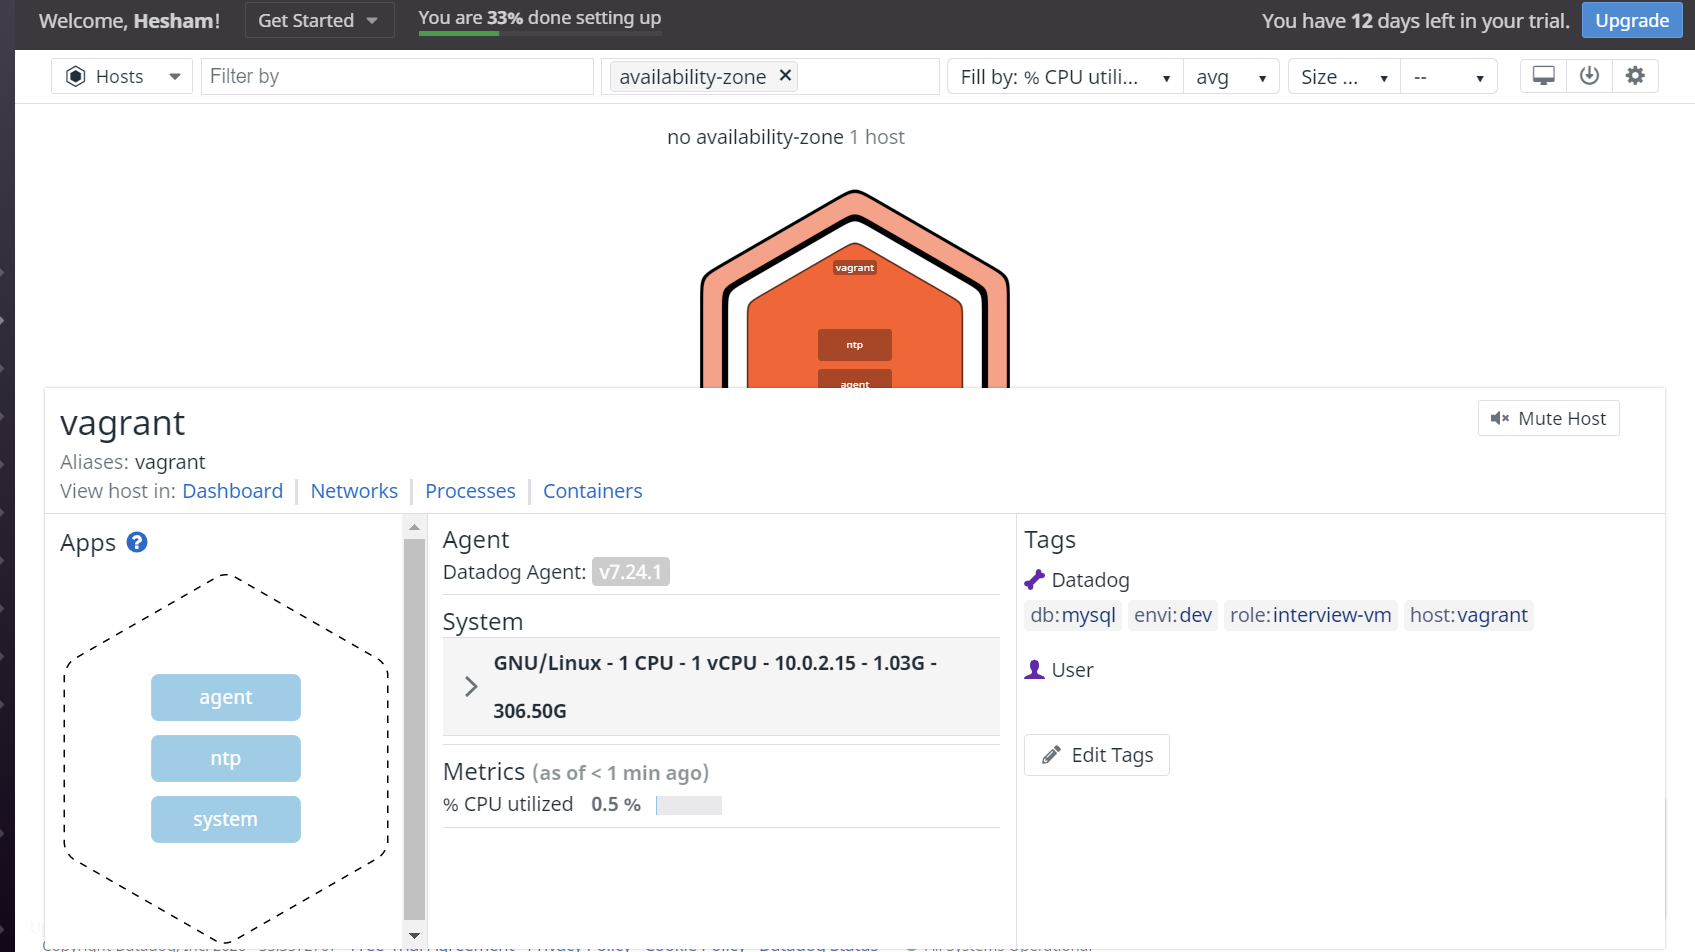 Welcome, Hesham!
Get Started
You are 33% done setting up
You have 12 days left in your trial.
Upgrade
Hosts
Filter by
availability-zone ✕
Fill by: % CPU utili...
avg
Size ...
--
no availability-zone 1 host
vagrant
ntp
agent
vagrant
Mute Host
Aliases: vagrant
View host in: Dashboard | Networks | Processes | Containers
Apps
agent
ntp
system
Agent
Datadog Agent: v7.24.1
System
GNU/Linux - 1 CPU - 1 vCPU - 10.0.2.15 - 1.03G -
306.50G
Metrics (as of < 1 min ago)
% CPU utilized 0.5 %
Tags
Datadog
db:mysql envi:dev role:interview-vm host:vagrant
User
Edit Tags